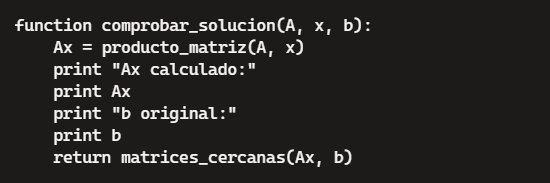 function comprobar_solucion(A, x, b):
    Ax = producto_matriz(A, x)
    print "Ax calculado:"
    print Ax
    print "b original:"
    print b
    return matrices_cercanas(Ax, b)